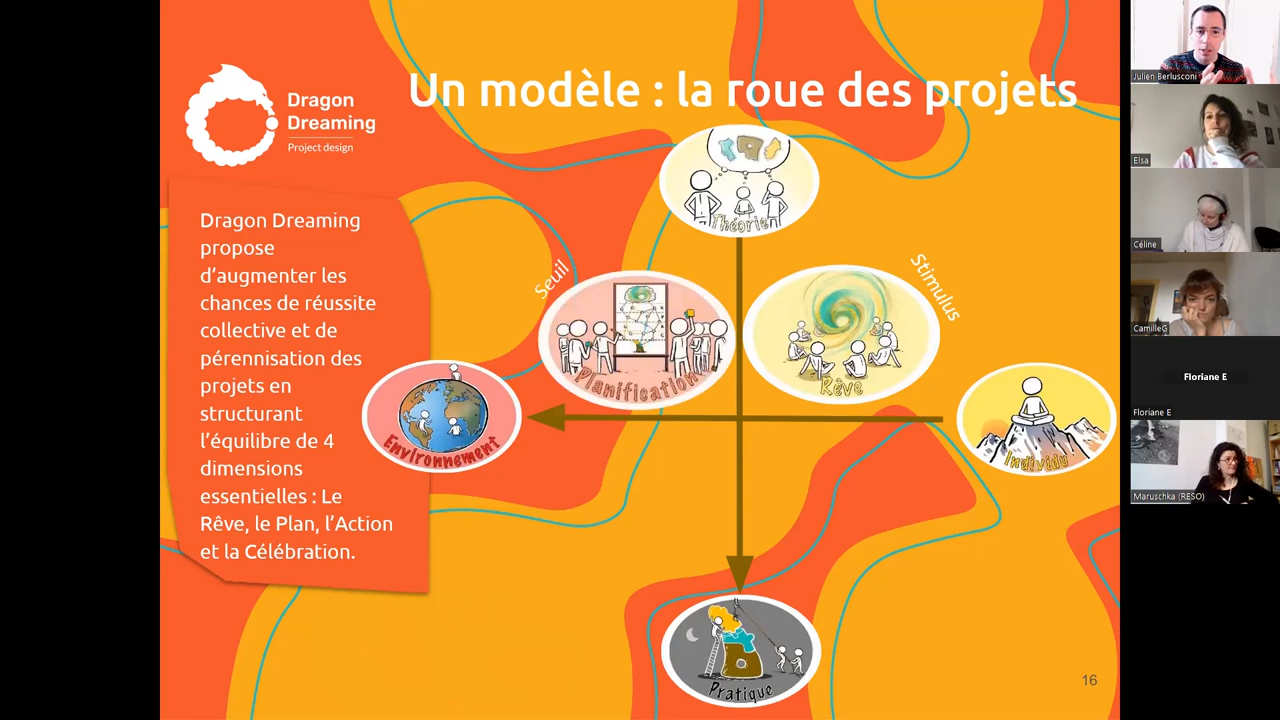 Un modèle : la roue des projets
Dragon
Dreaming
Project design
Dragon Dreaming
propose
d’augmenter les
chances de réussite
collective et de
pérennisation des
projets en
structurant
l’équilibre de 4
dimensions
essentielles : Le
Rêve, le Plan, l’Action
et la Célébration.
Théorie
Seuil
Stimulus
Planification
Rêve
Environnement
Individu
Pratique
16
Julien Berlusconi
Elsa
Céline
CamilleG
Floriane E
Floriane E
Maruschka (RESO)